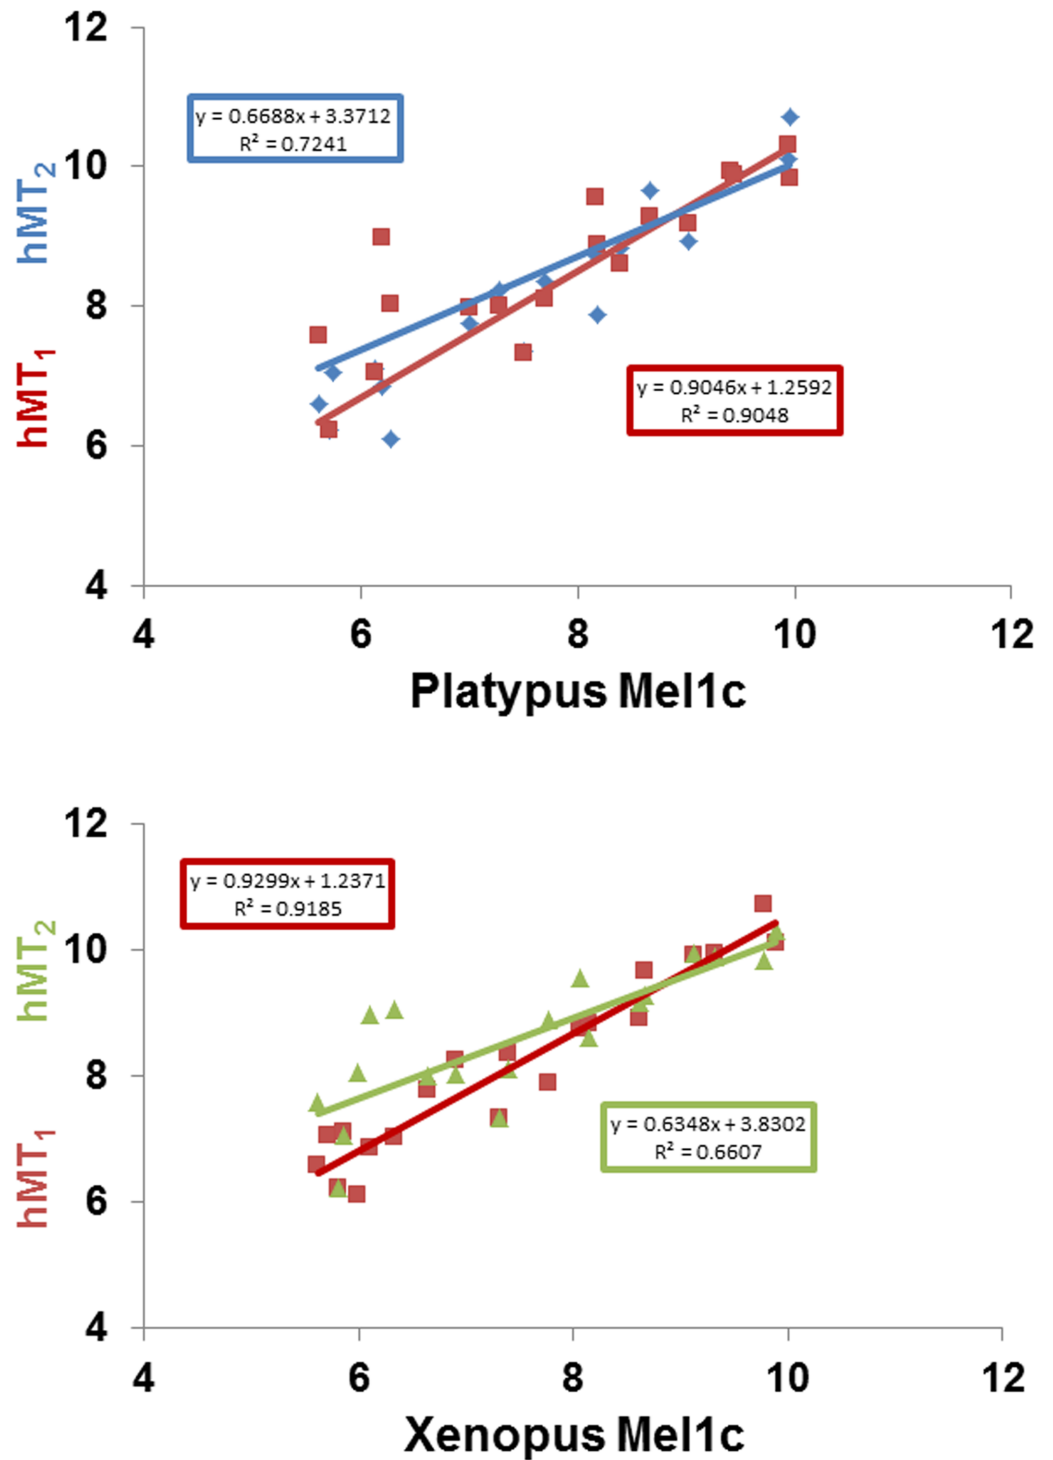 12
10
8
6
4
hMT2
hMT1
y = 0.6688x + 3.3712
R² = 0.7241
y = 0.9046x + 1.2592
R² = 0.9048
4 6 8 10 12
Platypus Mel1c
12
10
8
6
4
hMT2
hMT1
y = 0.9299x + 1.2371
R² = 0.9185
y = 0.6348x + 3.8302
R² = 0.6607
4 6 8 10 12
Xenopus Mel1c